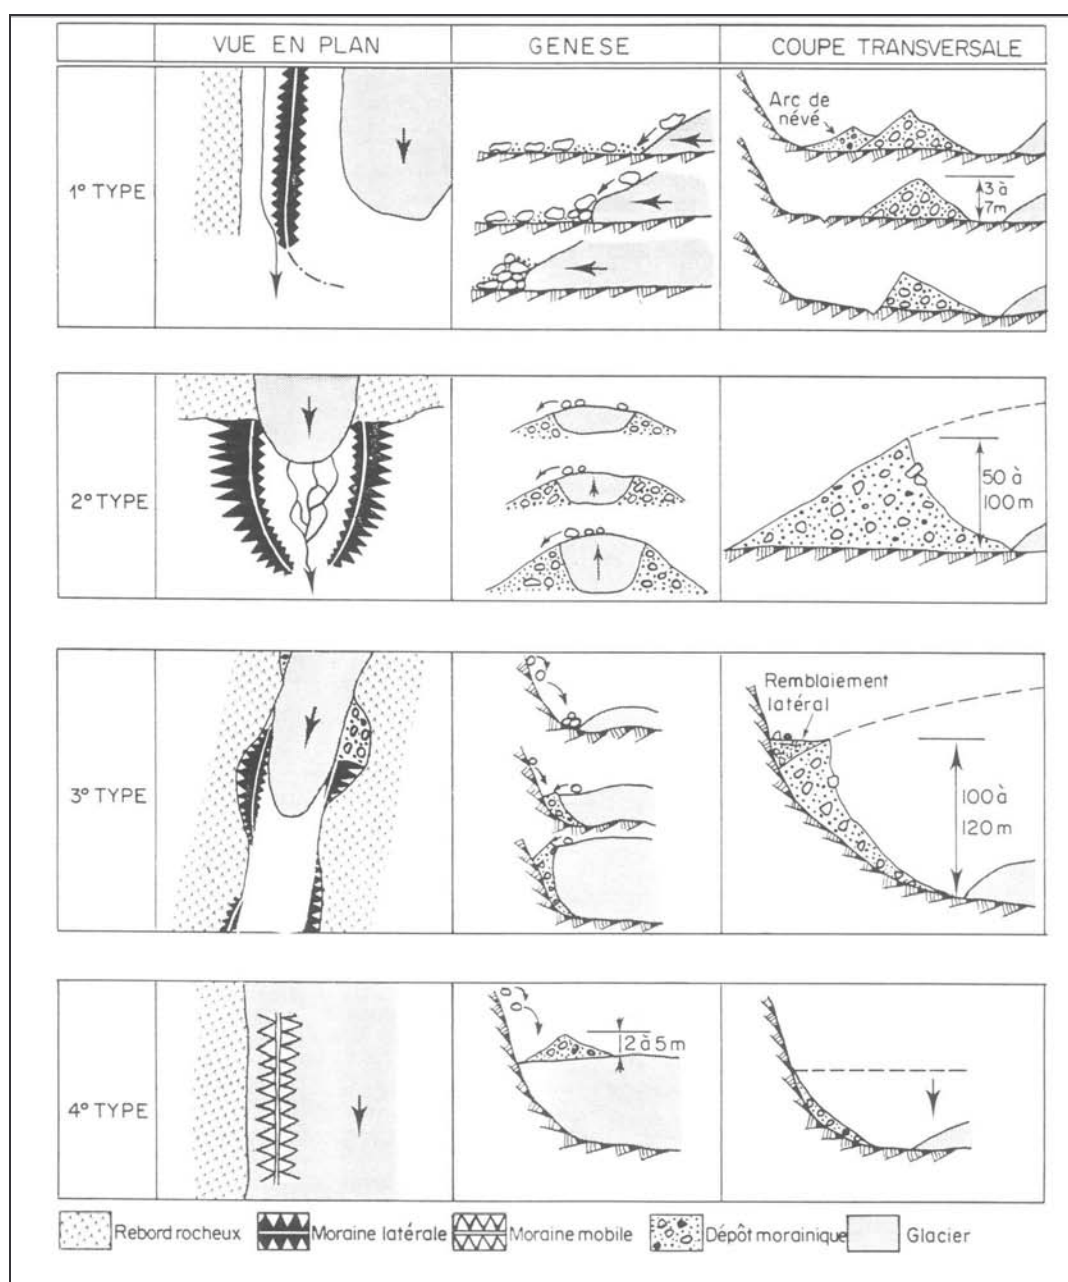 VUE EN PLAN
GENESE
COUPE TRANSVERSALE
1° TYPE
Arc de
névé
3 à
7m
2° TYPE
50 à
100 m
3° TYPE
Remblaiement
latéral
100 à
120 m
4° TYPE
2 à 5 m
Rebord rocheux
Moraine latérale
Moraine mobile
Dépôt morainique
Glacier